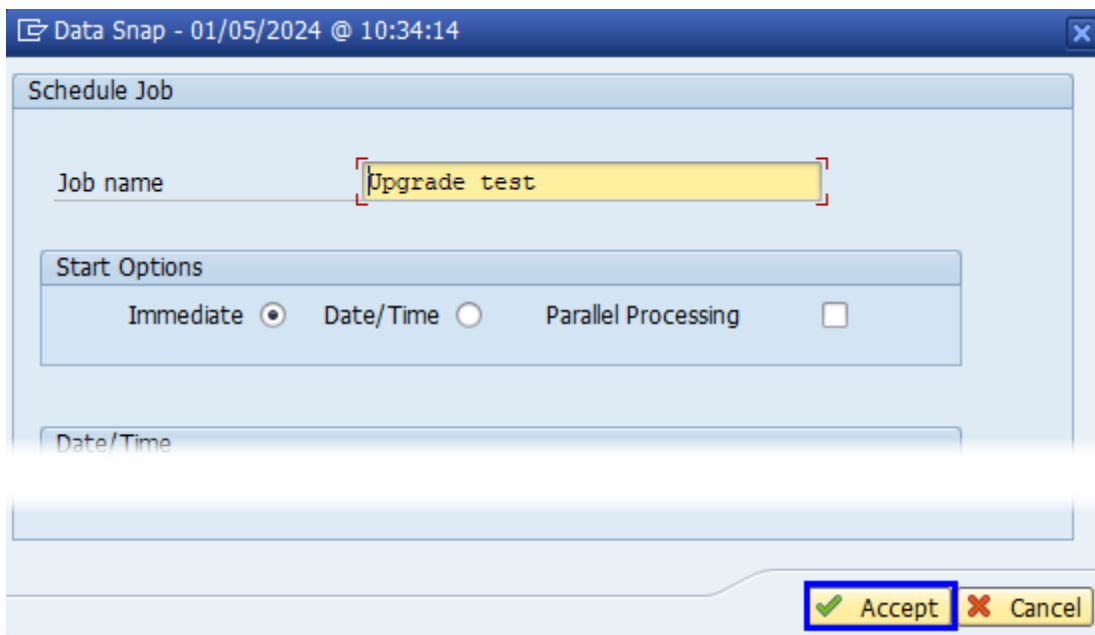 Data Snap - 01/05/2024 @ 10:34:14
Schedule Job
Job name Upgrade test
Start Options
Immediate Date/Time Parallel Processing
Date/Time
Accept Cancel